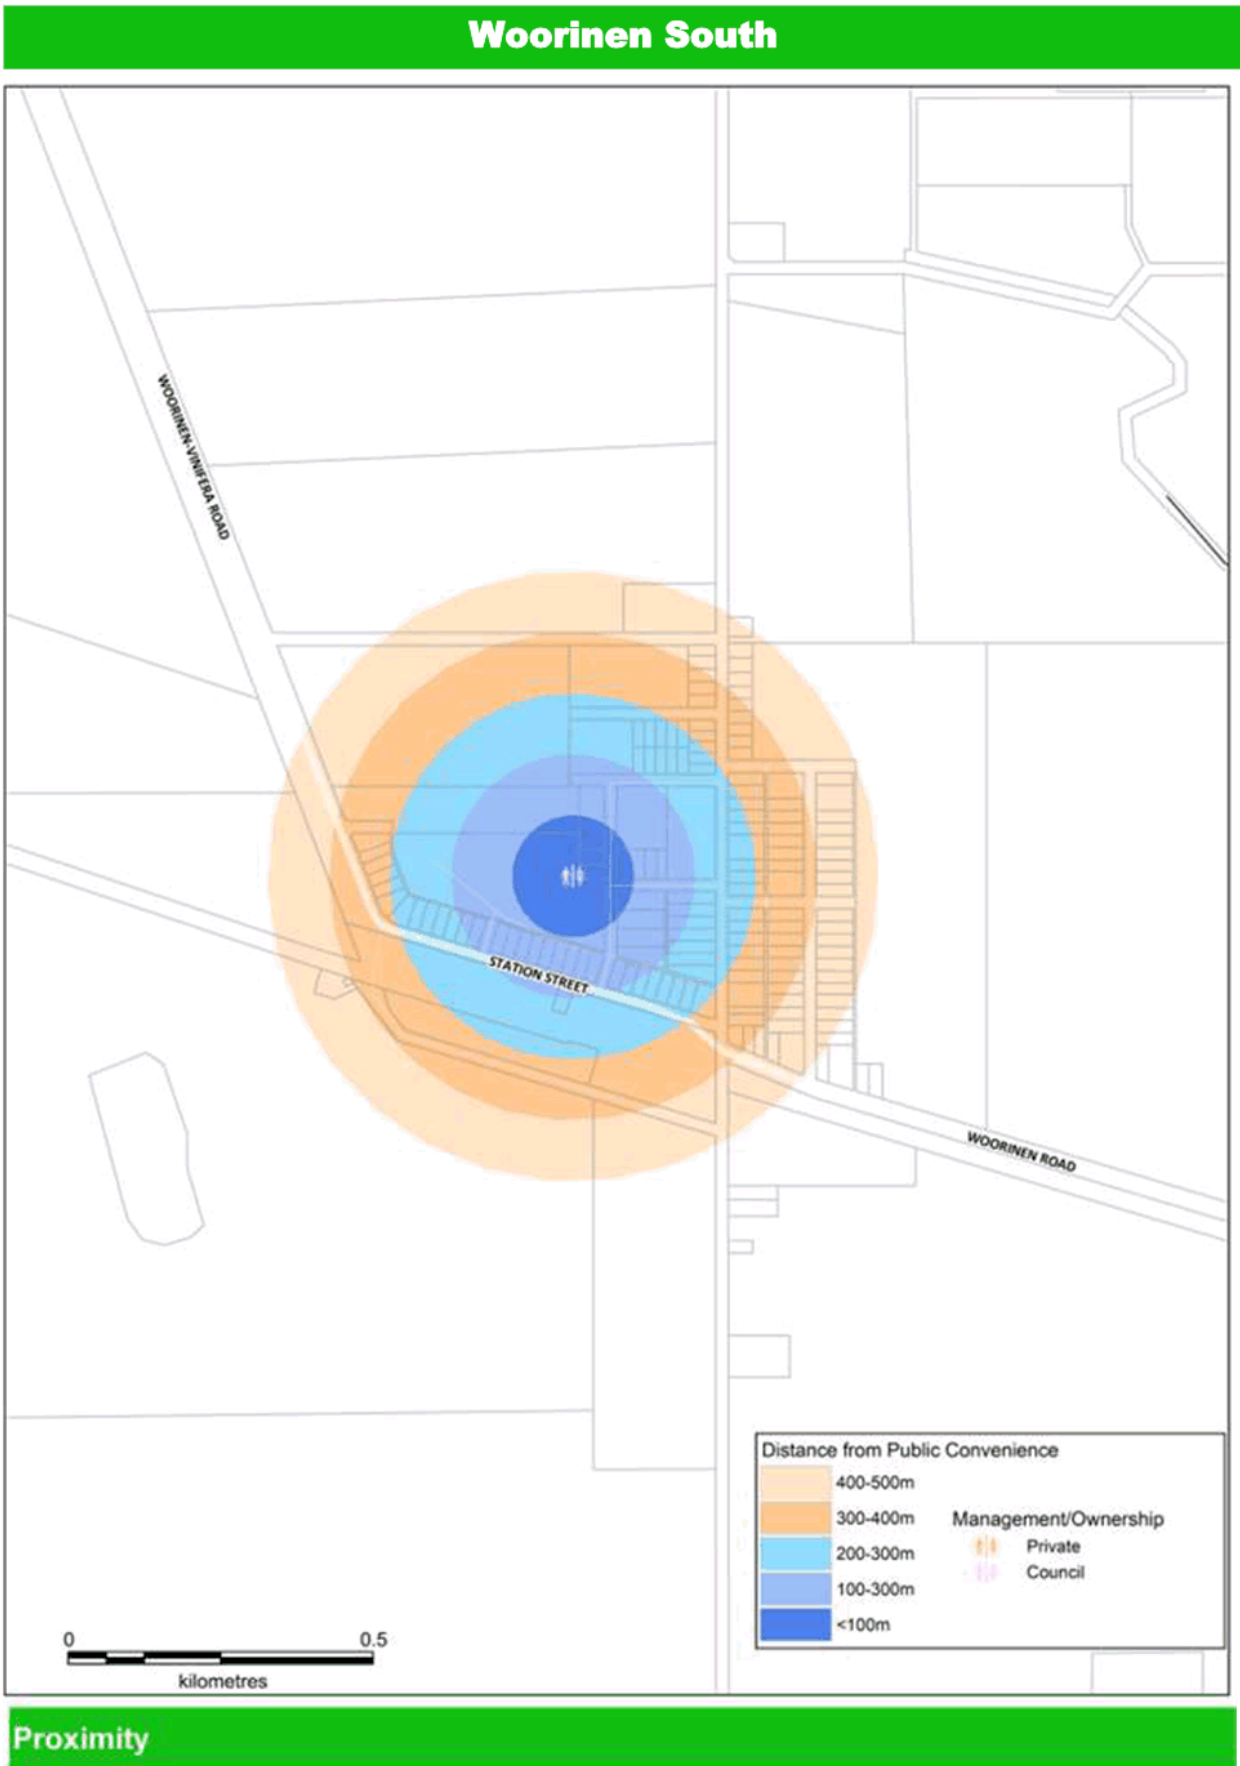 Woorinen South
WOORINEN-VINIFERA ROAD
STATION STREET
WOORINEN ROAD
Distance from Public Convenience
400-500m
300-400m
200-300m
100-300m
<100m
Management/Ownership
Private
Council
0 0.5
kilometres
Proximity